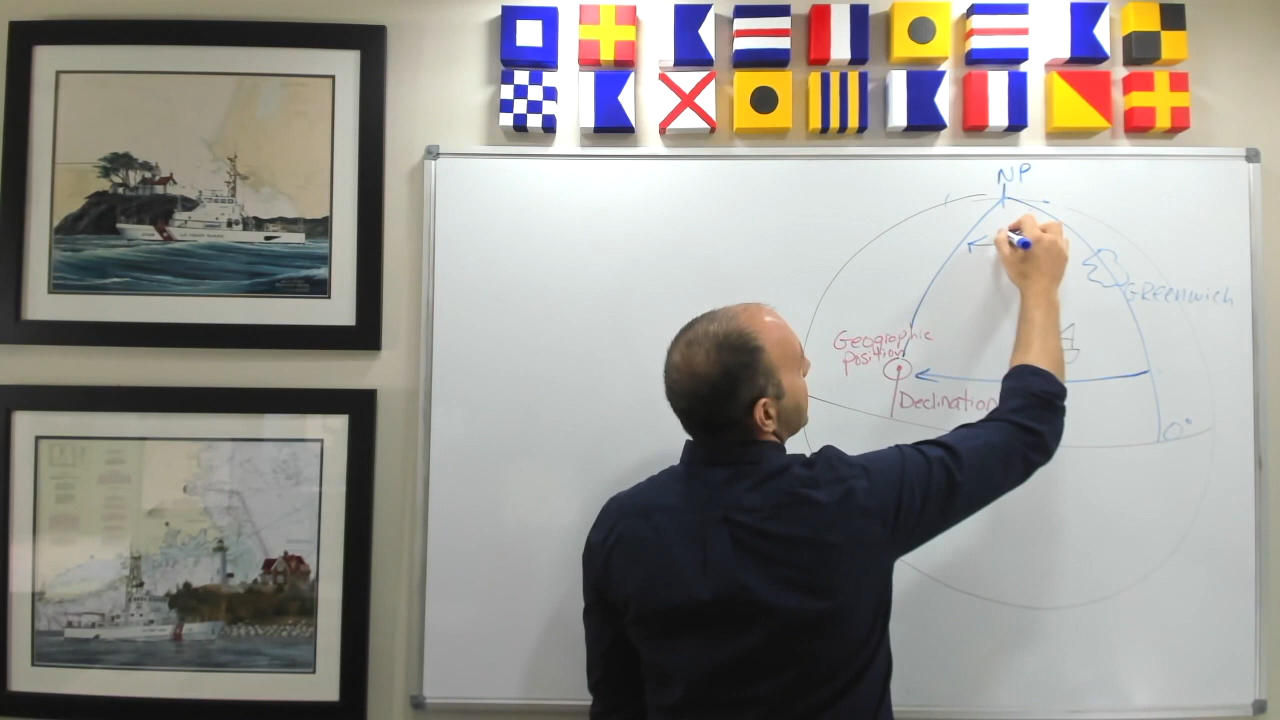 NP
GREENWICH
Geographic
Position
Declination
0°